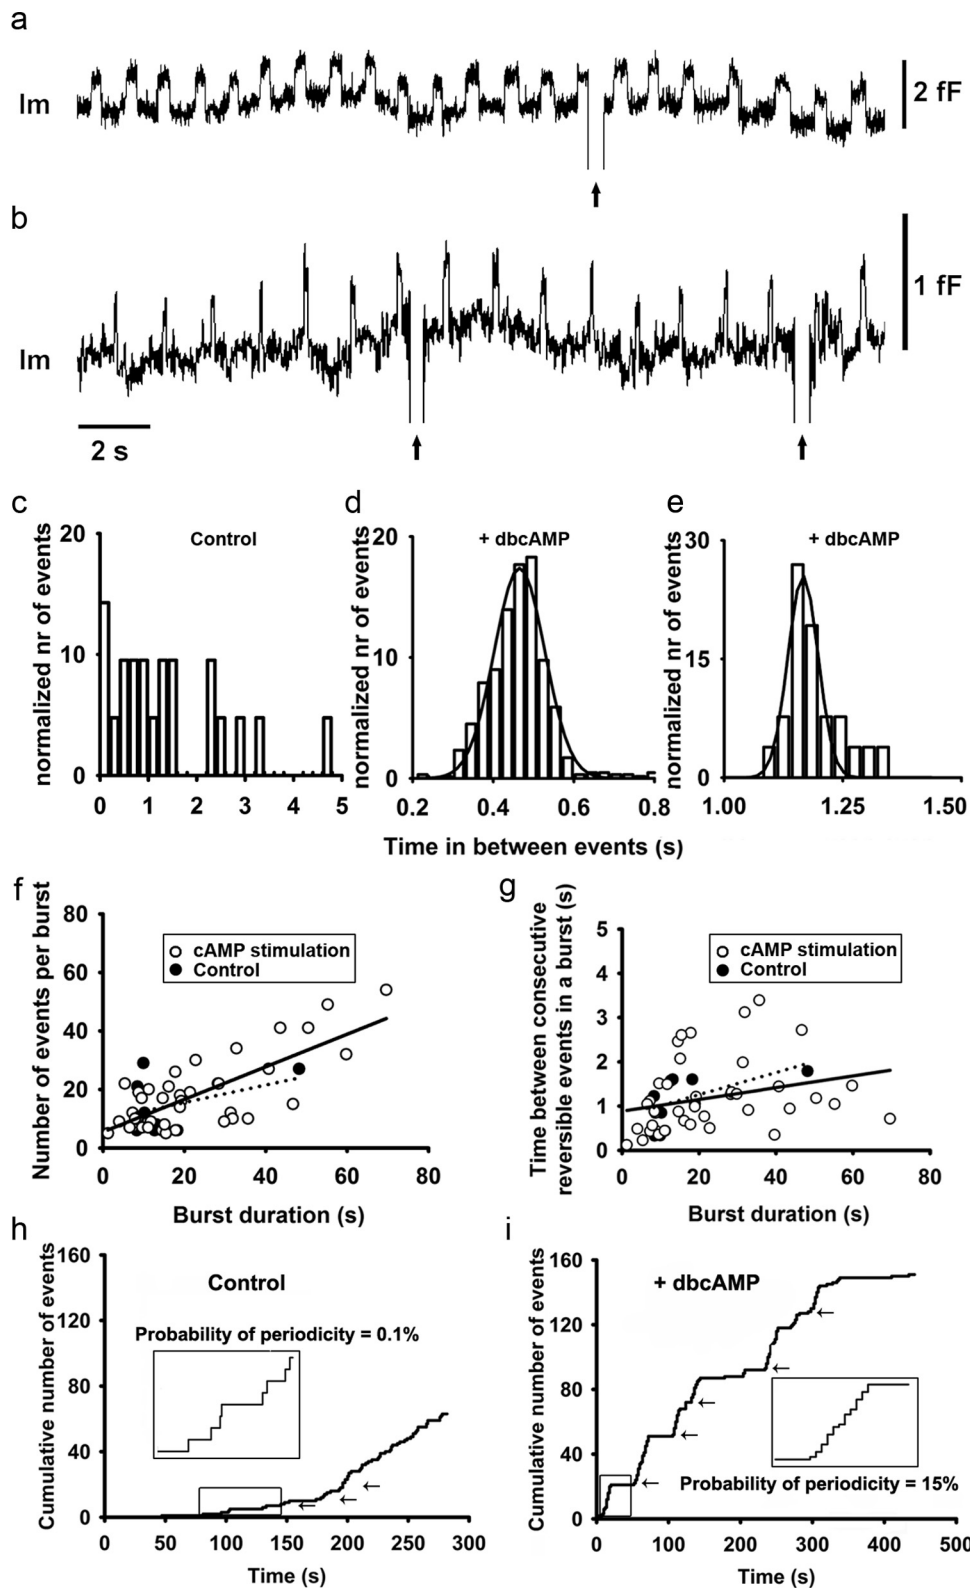 a
Im
2 fF
b
Im
1 fF
2 s
c
d
e
normalized nr of events
20
10
0
Control
0 1 2 3 4 5
normalized nr of events
20
10
0
+ dbcAMP
0.2 0.4 0.6 0.8
normalized nr of events
30
15
0
+ dbcAMP
1.00 1.25 1.50
Time in between events (s)
f
Number of events per burst
80
60
40
20
0
cAMP stimulation
Control
0 20 40 60 80
Burst duration (s)
g
Time between consecutive
reversible events in a burst (s)
5
4
3
2
1
0
cAMP stimulation
Control
0 20 40 60 80
Burst duration (s)
h
Cumulative number of events
160
120
80
40
0
Control
Probability of periodicity = 0.1%
0 50 100 150 200 250 300
Time (s)
i
Cumulative number of events
160
120
80
40
0
+ dbcAMP
Probability of periodicity = 15%
0 100 200 300 400 500
Time (s)